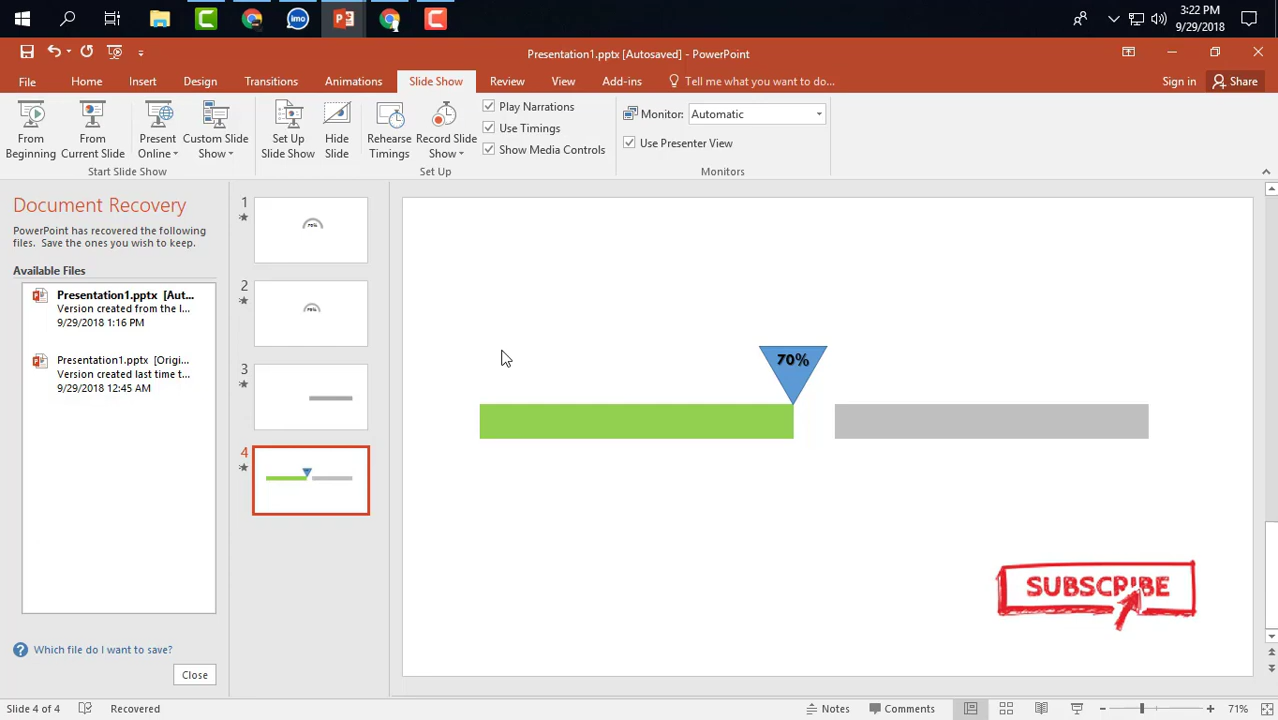 imo
3:22 PM
9/29/2018
Presentation1.pptx [Autosaved] - PowerPoint
File
Home
Insert
Design
Transitions
Animations
Slide Show
Review
View
Add-ins
Tell me what you want to do...
Sign in
Share
From Beginning
From Current Slide
Present Online
Custom Slide Show
Set Up Slide Show
Hide Slide
Rehearse Timings
Record Slide Show
Play Narrations
Use Timings
Show Media Controls
Monitor:
Automatic
Use Presenter View
Start Slide Show
Set Up
Monitors
Document Recovery
PowerPoint has recovered the following
files. Save the ones you wish to keep.
Available Files
Presentation1.pptx [Aut...
Version created from the l...
9/29/2018 1:16 PM
Presentation1.pptx [Origi...
Version created last time t...
9/29/2018 12:45 AM
Which file do I want to save?
Close
1
2
3
4
70%
SUBSCRIBE
Slide 4 of 4
Recovered
Notes
Comments
71%